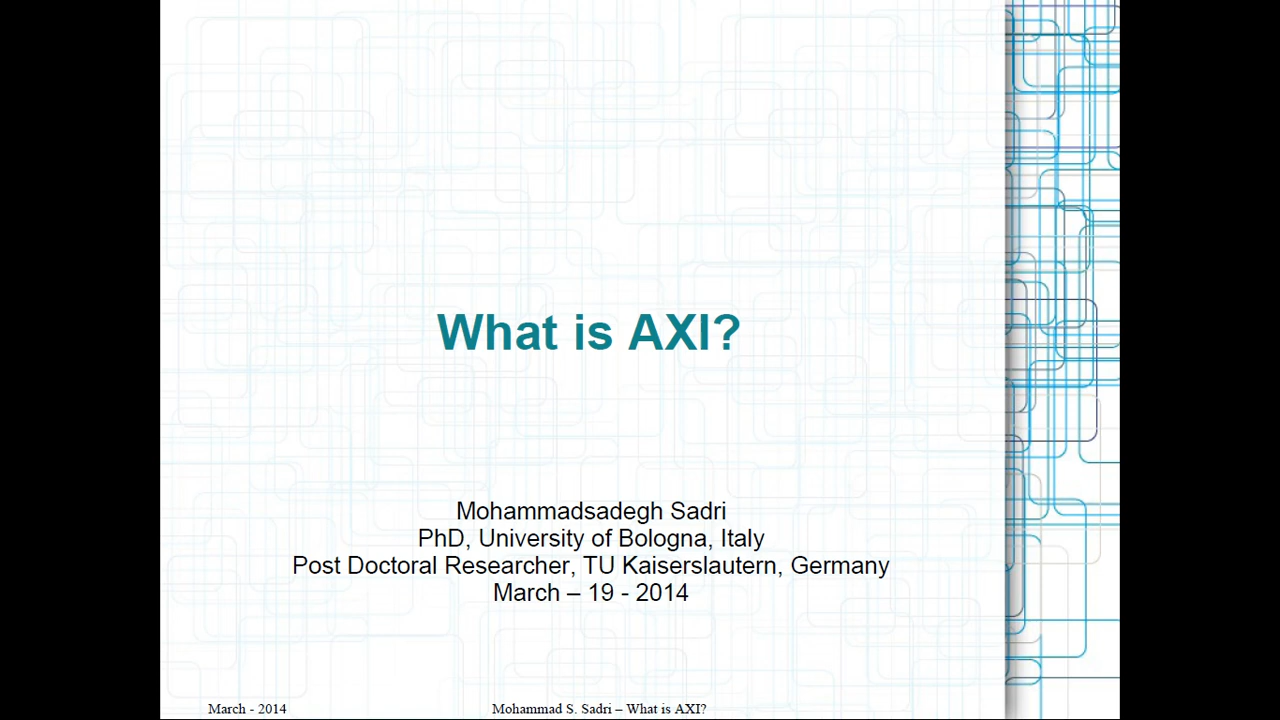 What is AXI?
Mohammadsadegh Sadri
PhD, University of Bologna, Italy
Post Doctoral Researcher, TU Kaiserslautern, Germany
March – 19 - 2014
March - 2014
Mohammad S. Sadri – What is AXI?